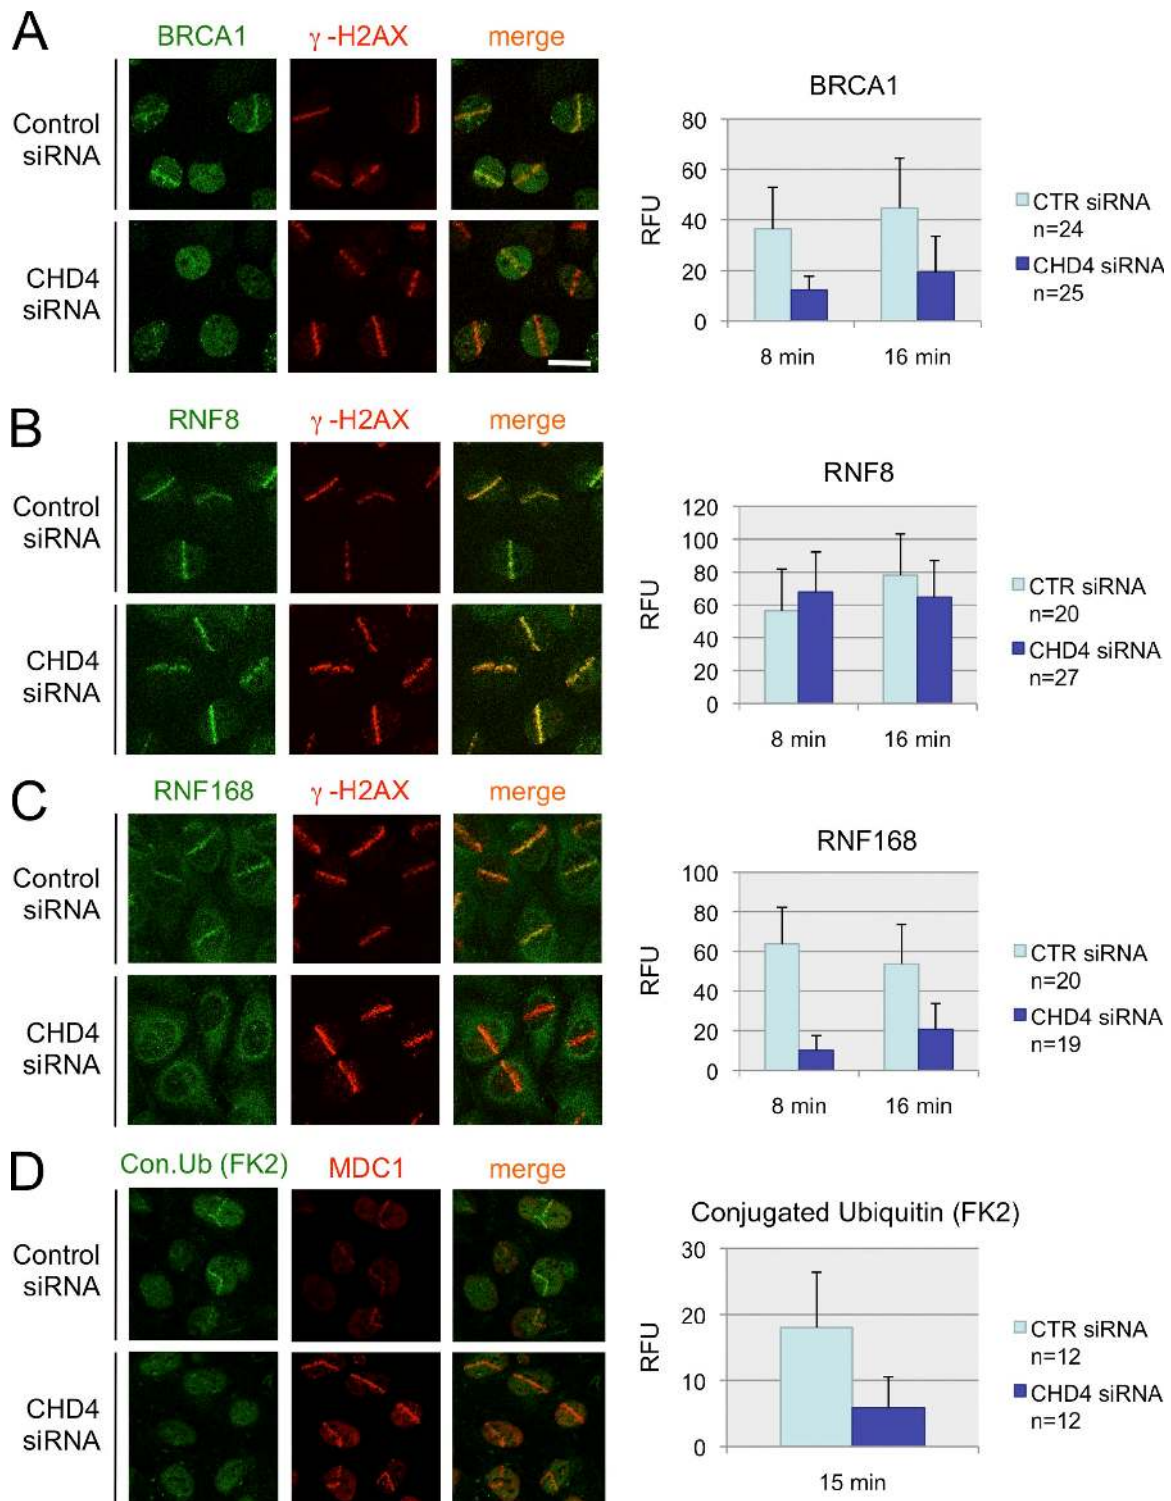 A
BRCA1 γ-H2AX merge
Control
siRNA
CHD4
siRNA
BRCA1
80
60
40
20
0
RFU
8 min 16 min
CTR siRNA
n=24
CHD4 siRNA
n=25
B
RNF8 γ-H2AX merge
Control
siRNA
CHD4
siRNA
RNF8
120
100
80
60
40
20
0
RFU
8 min 16 min
CTR siRNA
n=20
CHD4 siRNA
n=27
C
RNF168 γ-H2AX merge
Control
siRNA
CHD4
siRNA
RNF168
100
80
60
40
20
0
RFU
8 min 16 min
CTR siRNA
n=20
CHD4 siRNA
n=19
D
Con.Ub (FK2) MDC1 merge
Control
siRNA
CHD4
siRNA
Conjugated Ubiquitin (FK2)
30
20
10
0
RFU
15 min
CTR siRNA
n=12
CHD4 siRNA
n=12